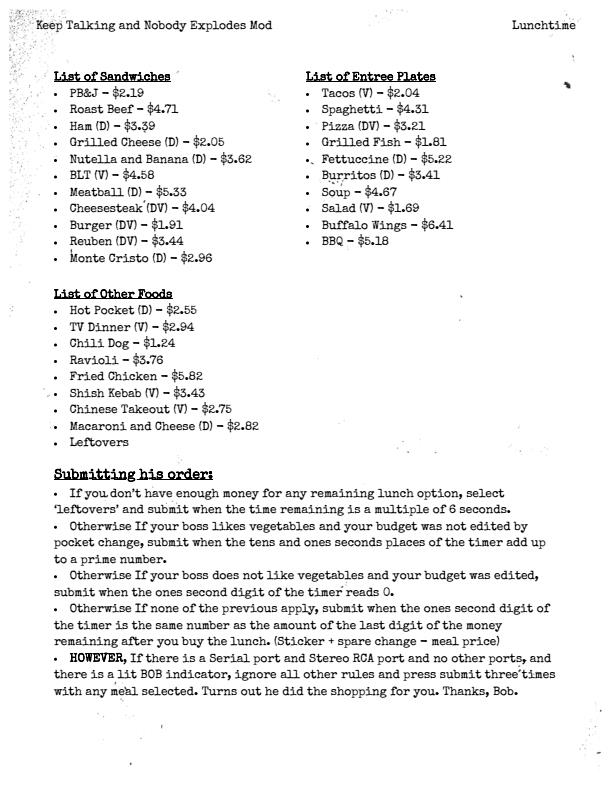 Keep Talking and Nobody Explodes Mod
Lunchtime
List of Sandwiches
• PB&J – $2.19
• Roast Beef – $4.71
• Ham (D) – $3.39
• Grilled Cheese (D) – $2.05
• Nutella and Banana (D) – $3.62
• BLT (V) – $4.58
• Meatball (D) – $5.33
• Cheesesteak (DV) – $4.04
• Burger (DV) – $1.91
• Reuben (DV) – $3.44
• Monte Cristo (D) – $2.96
List of Entree Plates
• Tacos (V) – $2.04
• Spaghetti – $4.31
• Pizza (DV) – $3.21
• Grilled Fish – $1.81
• Fettuccine (D) – $5.22
• Burritos (D) – $3.41
• Soup – $4.67
• Salad (V) – $1.69
• Buffalo Wings – $6.41
• BBQ – $5.18
List of Other Foods
• Hot Pocket (D) – $2.55
• TV Dinner (V) – $2.94
• Chili Dog – $1.24
• Ravioli – $3.76
• Fried Chicken – $5.82
• Shish Kebab (V) – $3.43
• Chinese Takeout (V) – $2.75
• Macaroni and Cheese (D) – $2.82
• Leftovers
Submitting his order:
• If you don't have enough money for any remaining lunch option, select
'leftovers' and submit when the time remaining is a multiple of 6 seconds.
• Otherwise If your boss likes vegetables and your budget was not edited by
pocket change, submit when the tens and ones seconds places of the timer add up
to a prime number.
• Otherwise If your boss does not like vegetables and your budget was edited,
submit when the ones second digit of the timer reads 0.
• Otherwise If none of the previous apply, submit when the ones second digit of
the timer is the same number as the amount of the last digit of the money
remaining after you buy the lunch. (Sticker + spare change – meal price)
• HOWEVER, If there is a Serial port and Stereo RCA port and no other ports, and
there is a lit BOB indicator, ignore all other rules and press submit three times
with any meal selected. Turns out he did the shopping for you. Thanks, Bob.